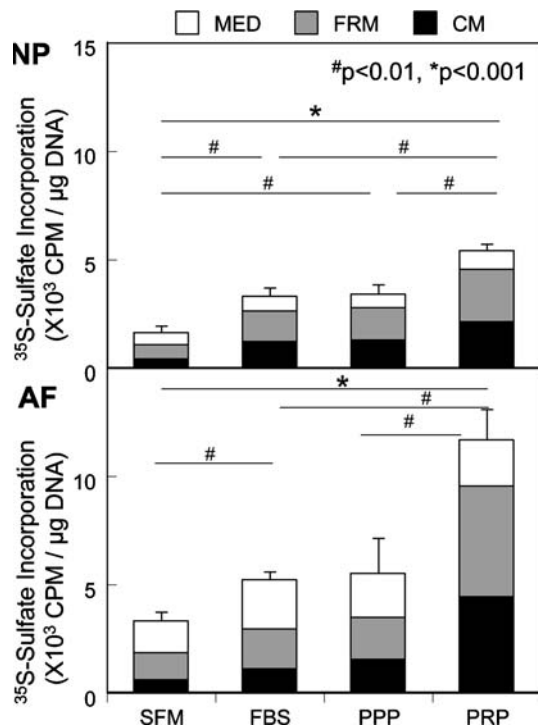 MED FRM CM
NP
15
#p<0.01, *p<0.001
*
# #
# #
10
5
0
³⁵S-Sulfate Incorporation
(X10³ CPM / µg DNA)
AF
*
#
#
#
10
5
0
³⁵S-Sulfate Incorporation
(X10³ CPM / µg DNA)
SFM FBS PPP PRP